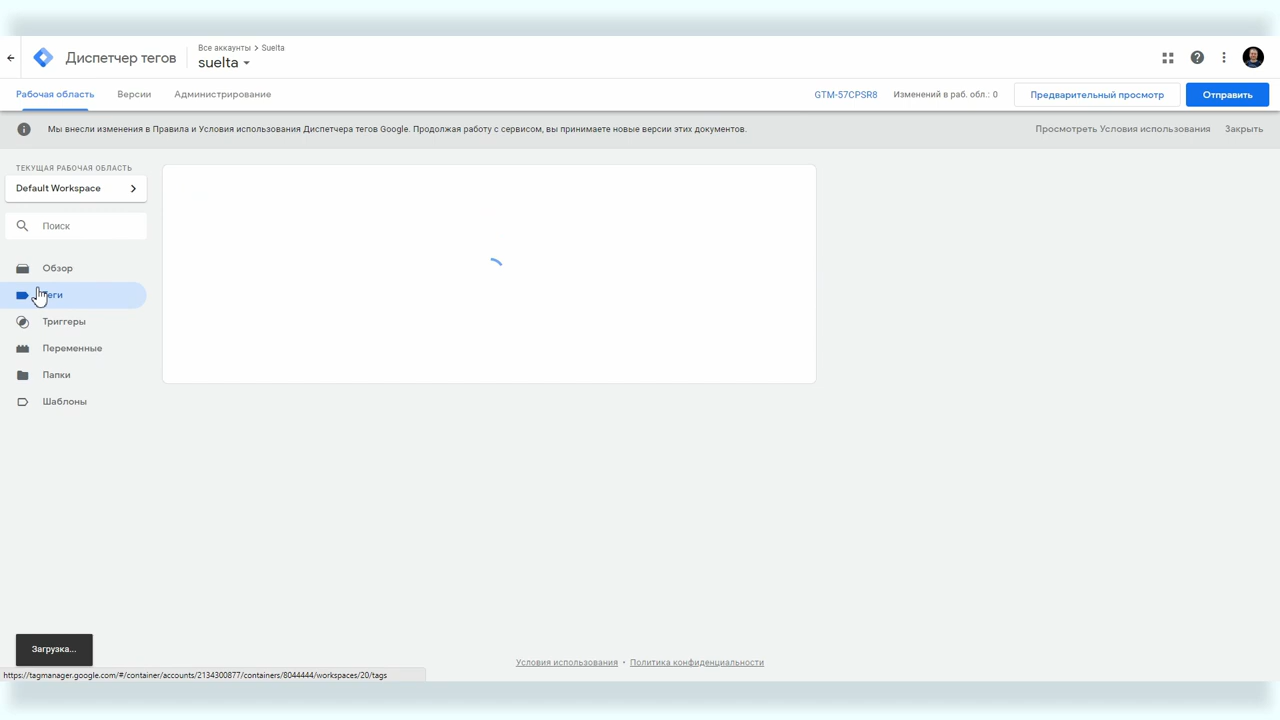 Диспетчер тегов
Все аккаунты > Suelta
suelta
Рабочая область
Версии
Администрирование
GTM-57CPSR8
Изменений в раб. обл.: 0
Предварительный просмотр
Отправить
Мы внесли изменения в Правила и Условия использования Диспетчера тегов Google. Продолжая работу с сервисом, вы принимаете новые версии этих документов.
Просмотреть Условия использования
Закрыть
ТЕКУЩАЯ РАБОЧАЯ ОБЛАСТЬ
Default Workspace
Поиск
Обзор
Теги
Триггеры
Переменные
Папки
Шаблоны
Загрузка...
Условия использования • Политика конфиденциальности
https://tagmanager.google.com/#/container/accounts/2134300877/containers/8044444/workspaces/20/tags